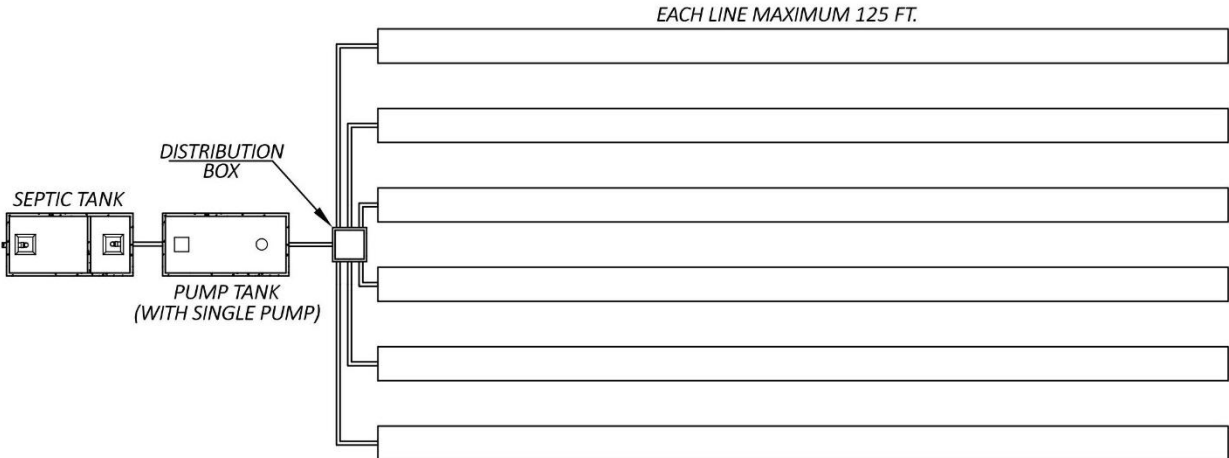 EACH LINE MAXIMUM 125 FT.
DISTRIBUTION
BOX
SEPTIC TANK
PUMP TANK
(WITH SINGLE PUMP)